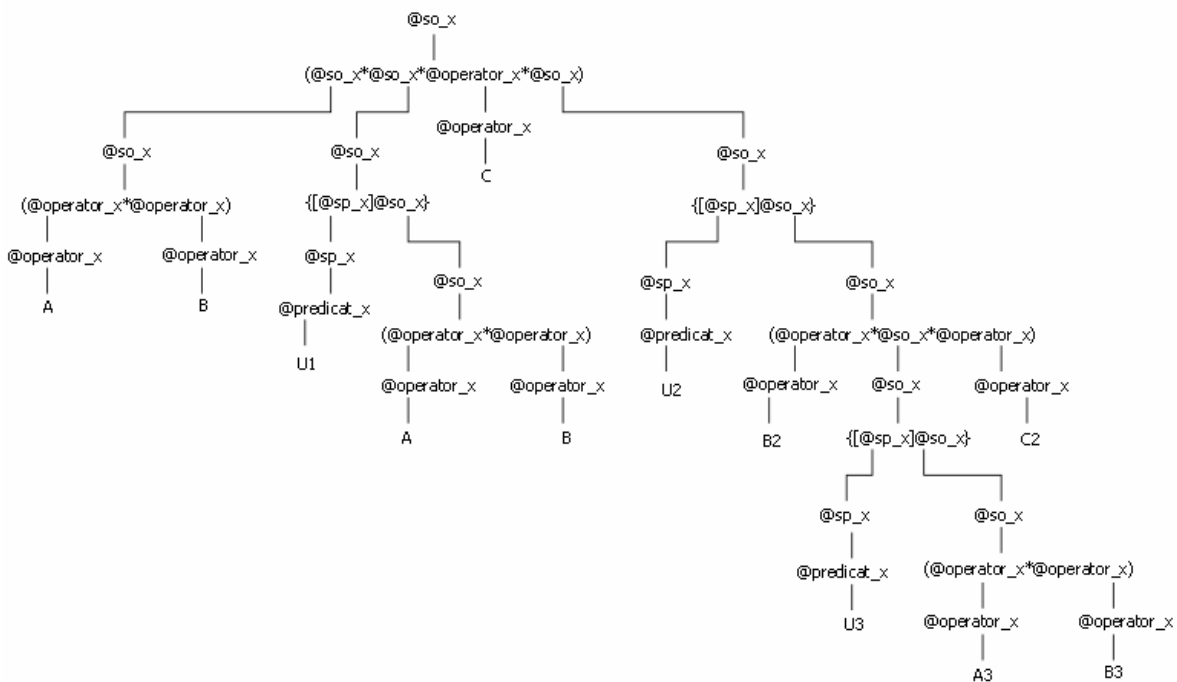 @so_x
(@so_x*@so_x*@operator_x*@so_x)
@operator_x
@so_x @so_x @so_x
C
(@operator_x*@operator_x) {[@sp_x]@so_x} {[@sp_x]@so_x}
@operator_x @operator_x @sp_x
@so_x @sp_x @so_x
A B @predicat_x
(@operator_x*@operator_x) @predicat_x (@operator_x*@so_x*@operator_x)
U1
@operator_x @operator_x U2 @operator_x @so_x @operator_x
A B B2 {[@sp_x]@so_x} C2
@sp_x @so_x
@predicat_x (@operator_x*@operator_x)
U3 @operator_x @operator_x
A3 B3